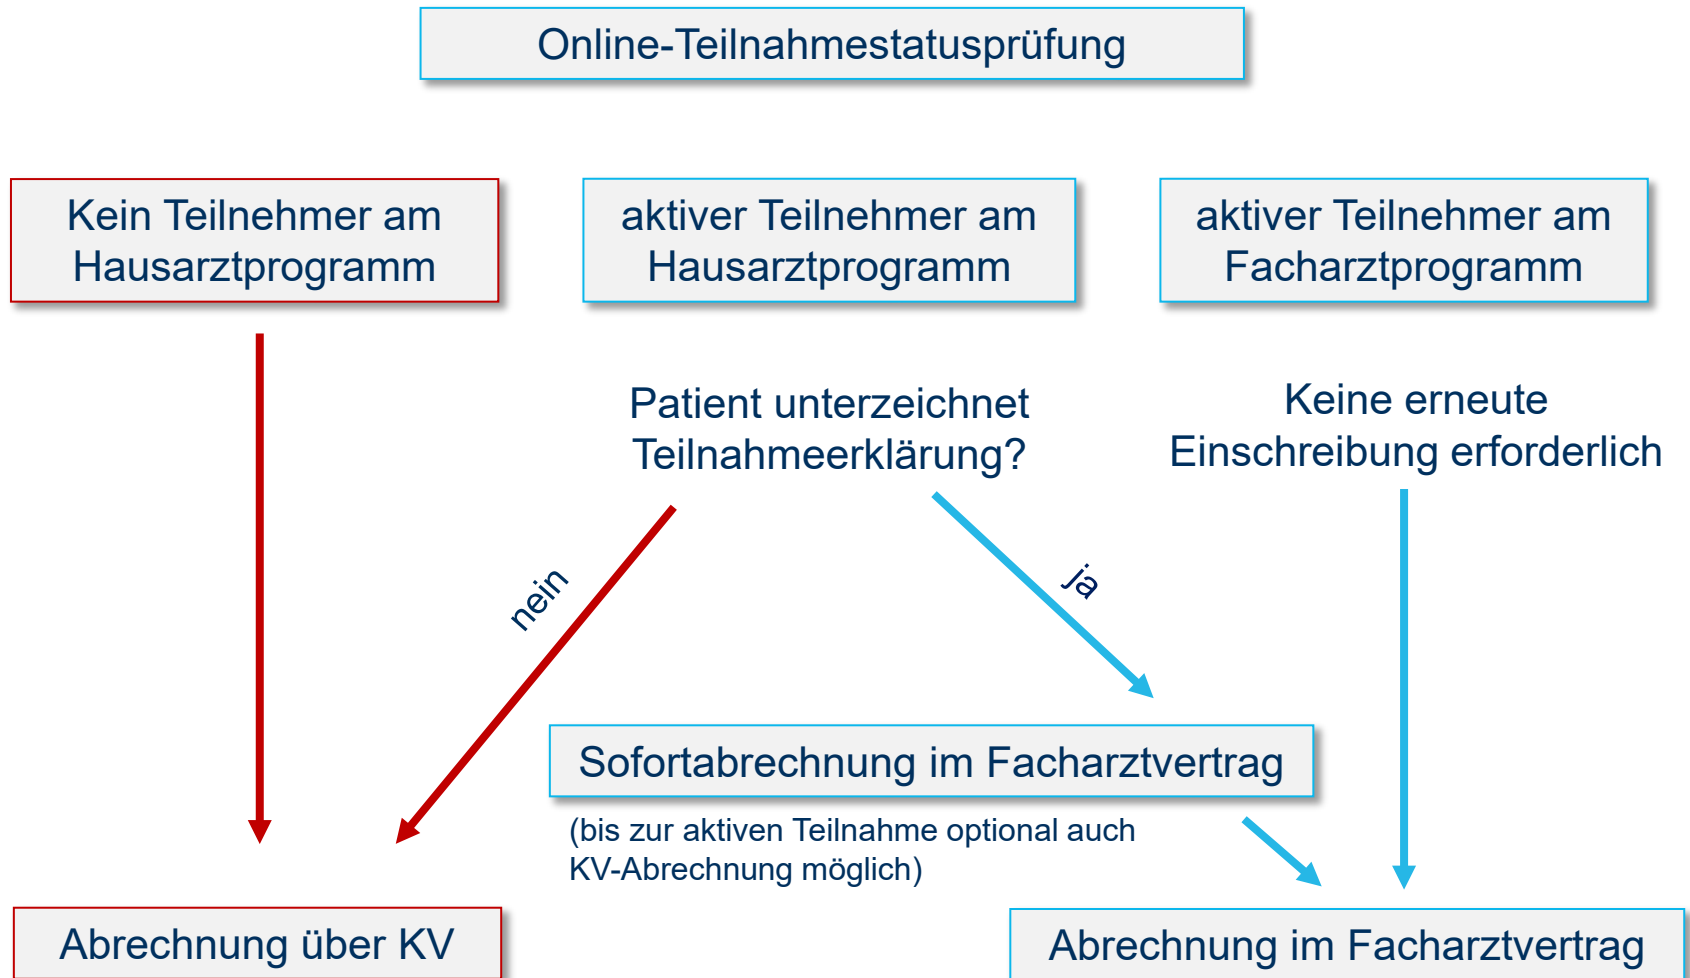 Online-Teilnahmestatusprüfung
Kein Teilnehmer am
Hausarztprogramm
aktiver Teilnehmer am
Hausarztprogramm
aktiver Teilnehmer am
Facharztprogramm
Patient unterzeichnet
Teilnahmeerklärung?
Keine erneute
Einschreibung erforderlich
nein
ja
Sofortabrechnung im Facharztvertrag
(bis zur aktiven Teilnahme optional auch
KV-Abrechnung möglich)
Abrechnung über KV
Abrechnung im Facharztvertrag